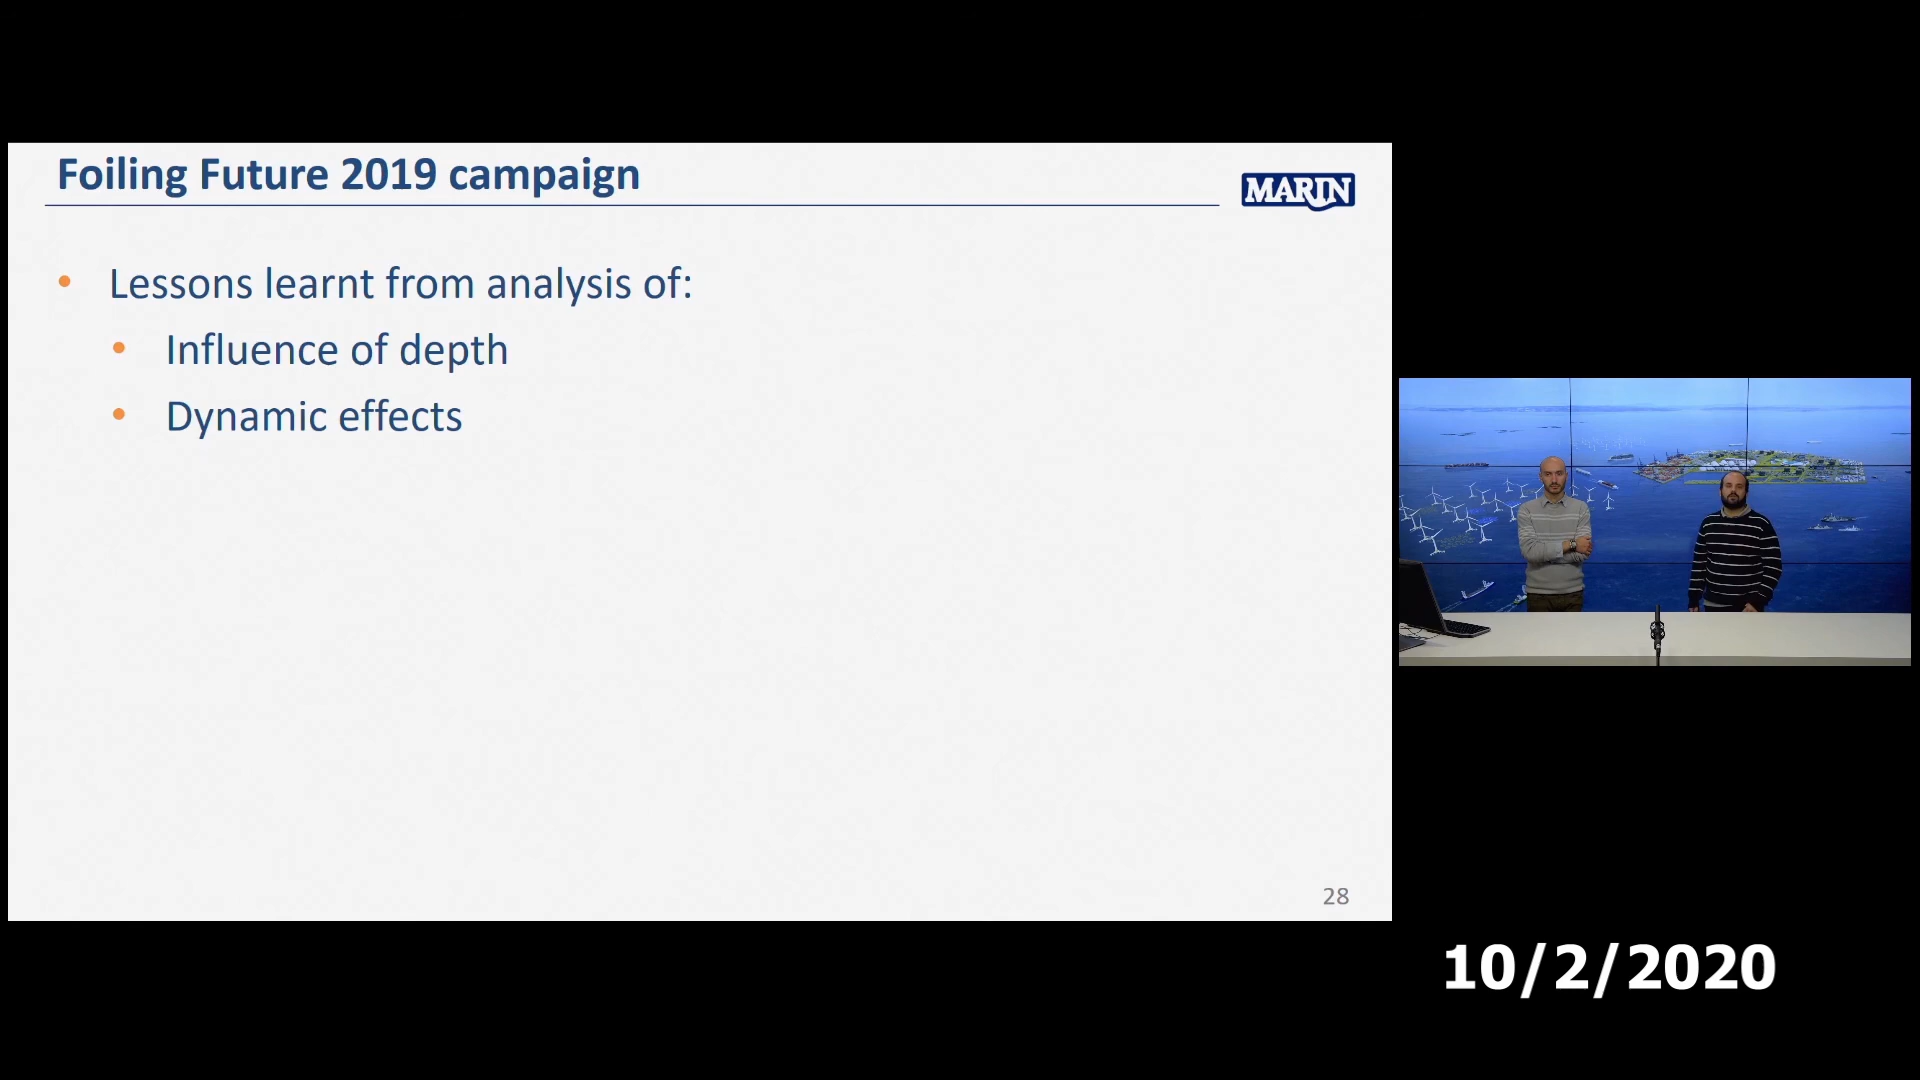 Foiling Future 2019 campaign
MARIN
• Lessons learnt from analysis of:
• Influence of depth
• Dynamic effects
28
10/2/2020